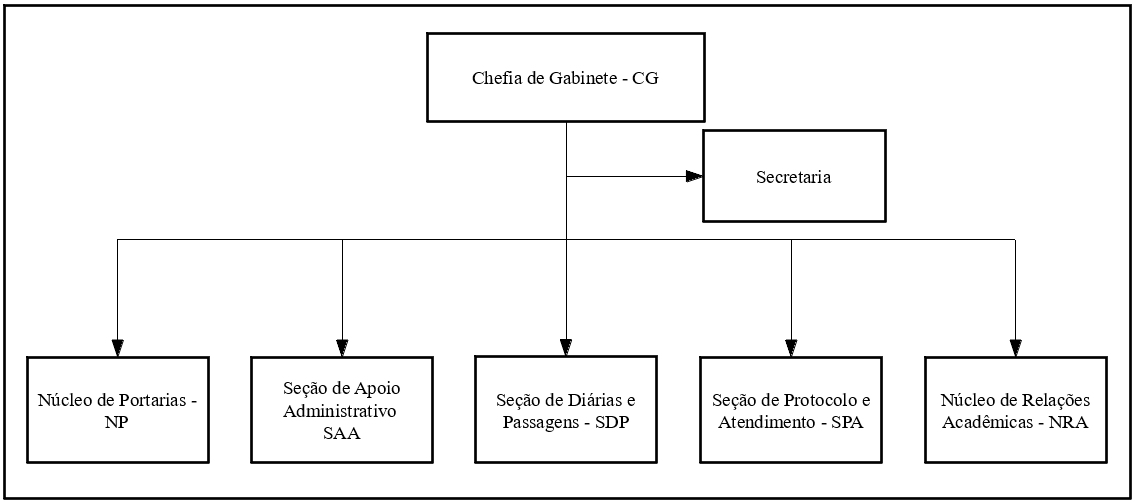 Chefia de Gabinete - CG
Secretaria
Núcleo de Portarias -
NP
Seção de Apoio
Administrativo
SAA
Seção de Diárias e
Passagens - SDP
Seção de Protocolo e
Atendimento - SPA
Núcleo de Relações
Acadêmicas - NRA